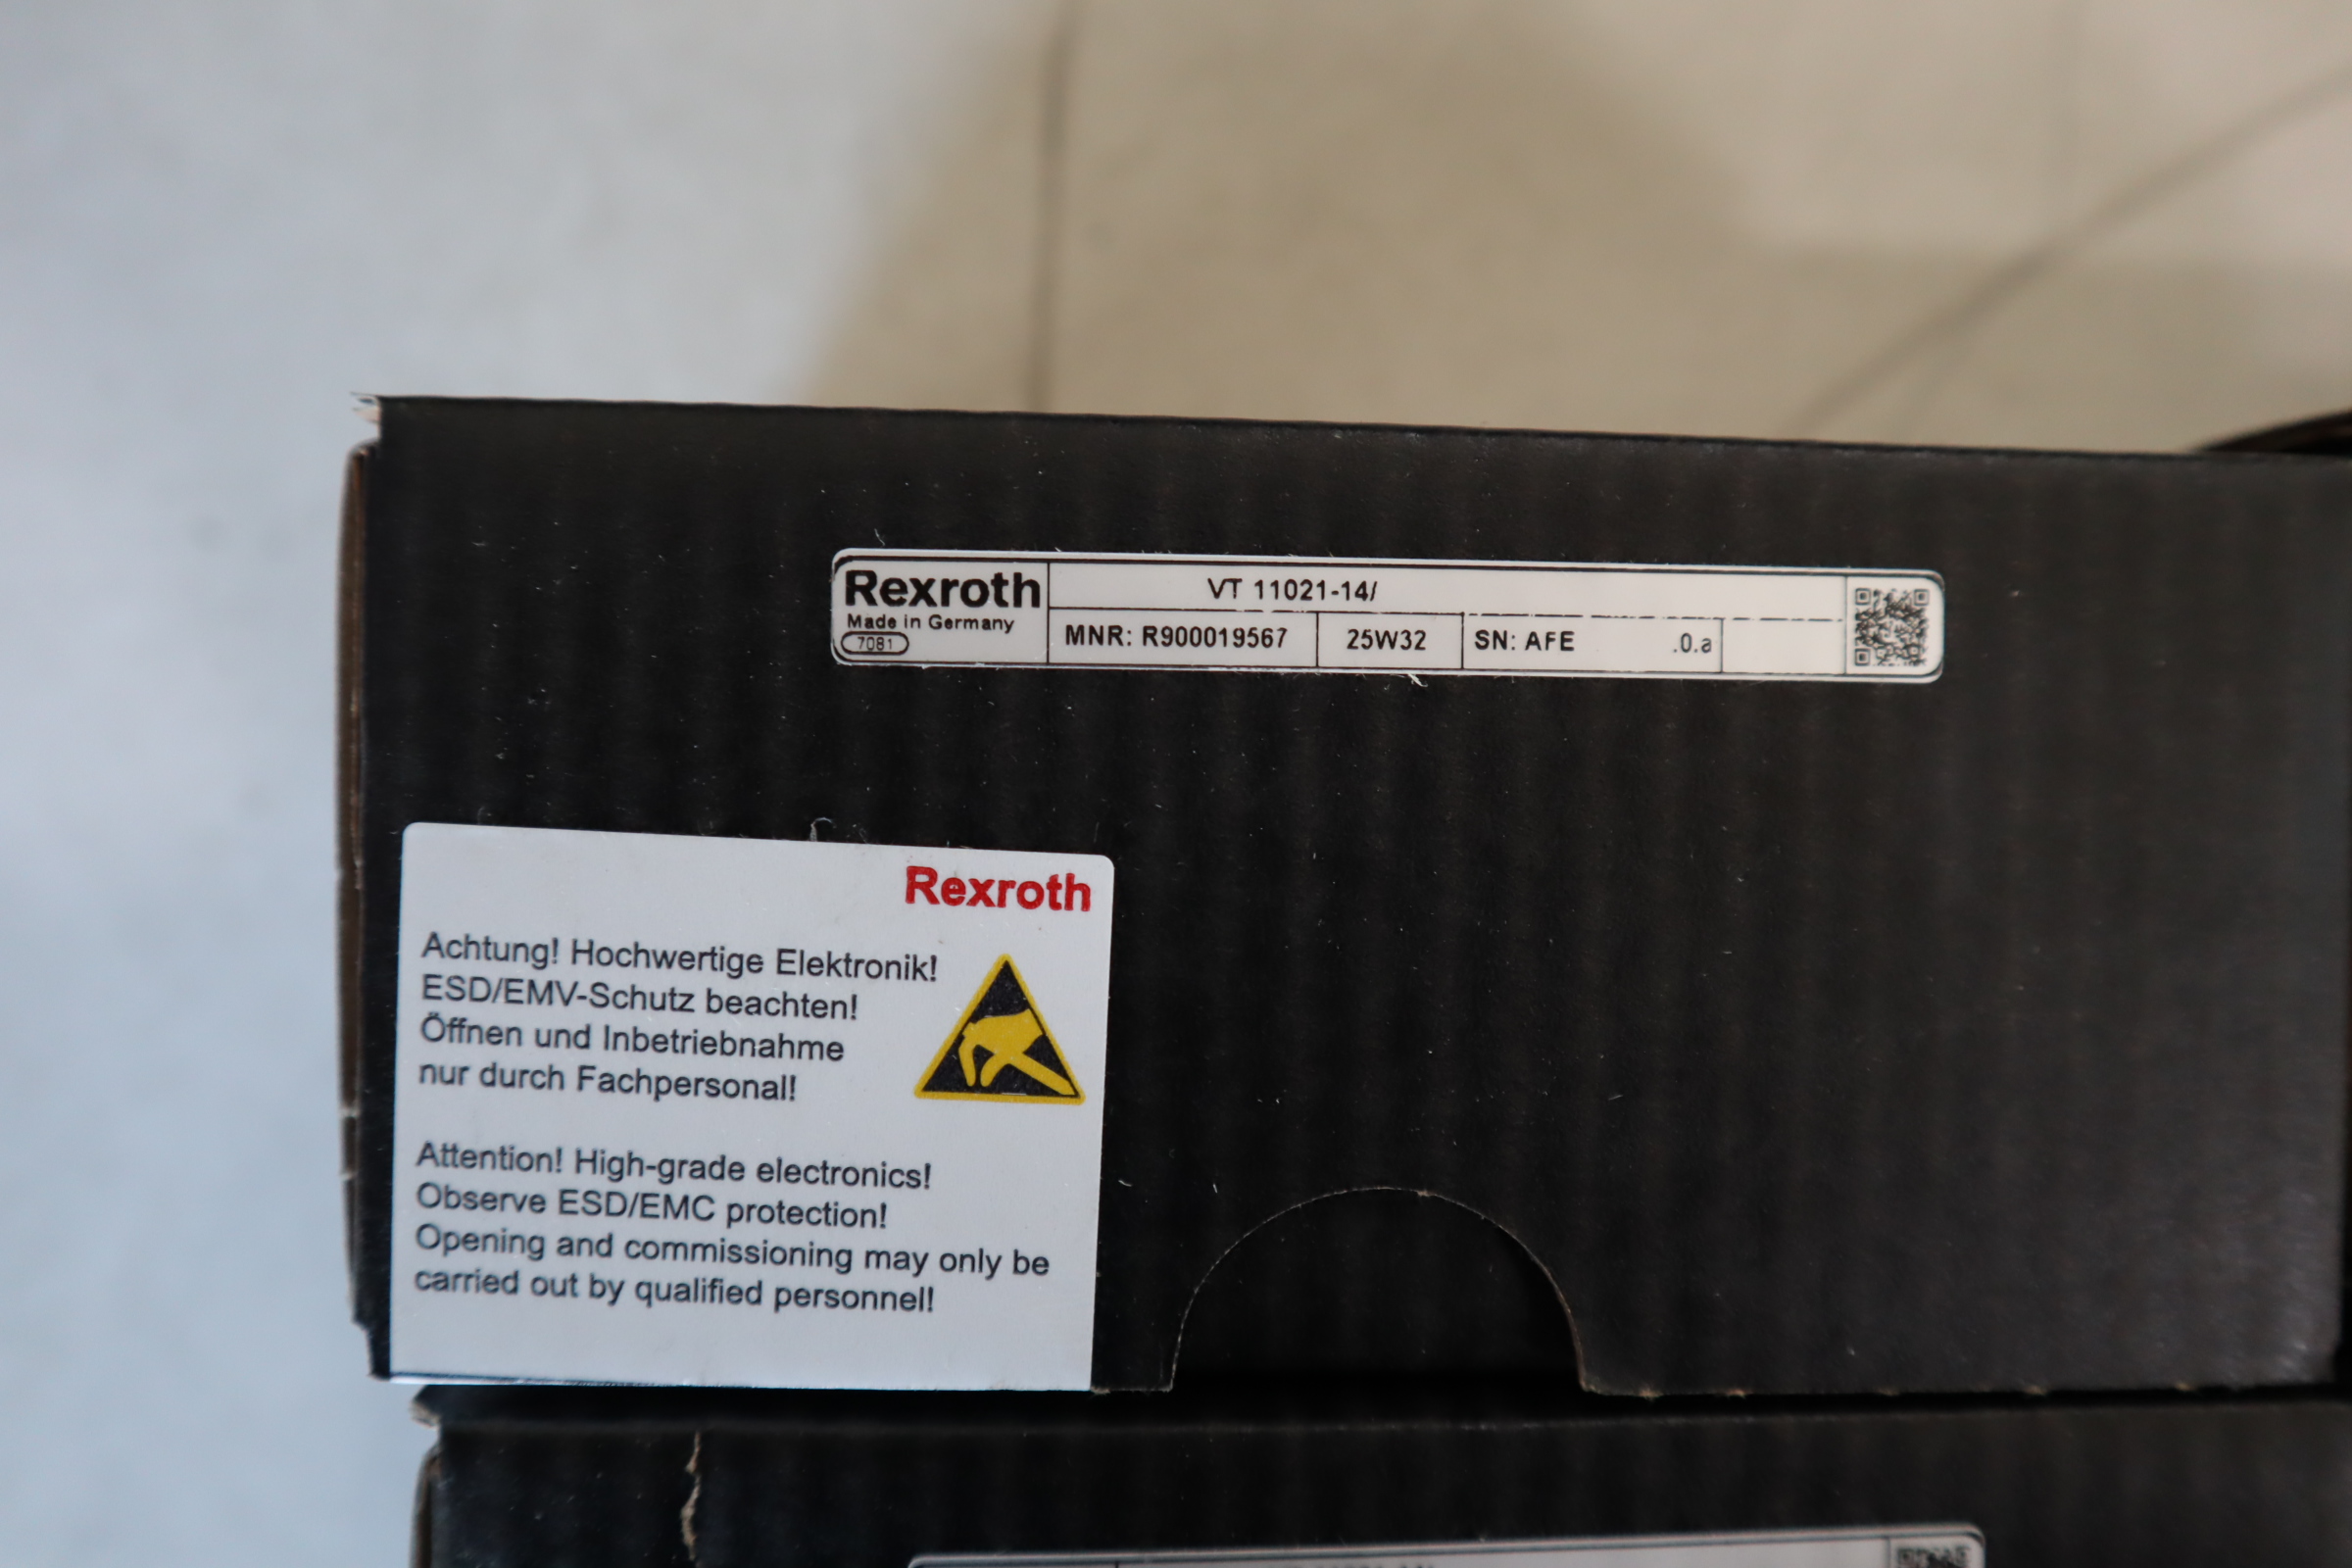 Rexroth
Made in Germany
7081
VT 11021-14/
MNR: R900019567
25W32
SN: AFE .0.a
Rexroth
Achtung! Hochwertige Elektronik!
ESD/EMV-Schutz beachten!
Öffnen und Inbetriebnahme
nur durch Fachpersonal!
Attention! High-grade electronics!
Observe ESD/EMC protection!
Opening and commissioning may only be
carried out by qualified personnel!